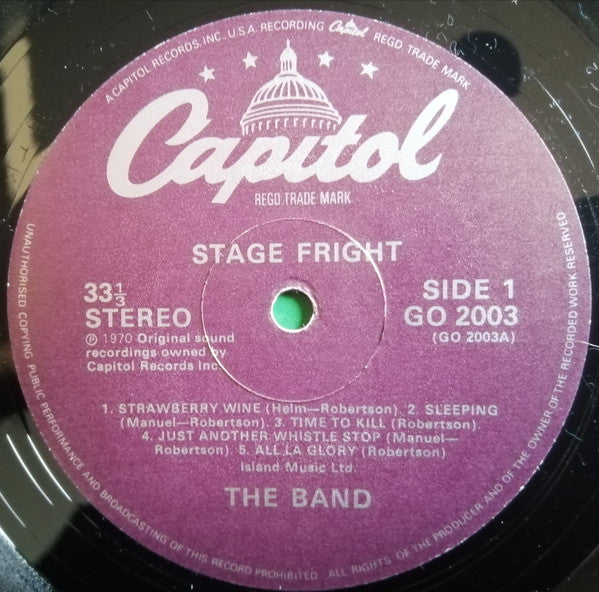 A CAPITOL RECORDS, INC., U.S.A. RECORDING Capitol REGD. TRADE MARK
Capitol
REGD. TRADE MARK
STAGE FRIGHT
33⅓
STEREO
℗ 1970 Original sound
recordings owned by
Capitol Records Inc.
SIDE 1
GO 2003
(GO 2003A)
1. STRAWBERRY WINE (Helm—Robertson). 2. SLEEPING
(Manuel—Robertson). 3. TIME TO KILL (Robertson).
4. JUST ANOTHER WHISTLE STOP (Manuel—
Robertson). 5. ALL LA GLORY (Robertson)
Island Music Ltd.
THE BAND
UNAUTHORISED COPYING PUBLIC PERFORMANCE AND BROADCASTING OF THIS RECORD PROHIBITED. ALL RIGHTS OF THE PRODUCER AND OF THE OWNER OF THE RECORDED WORK RESERVED